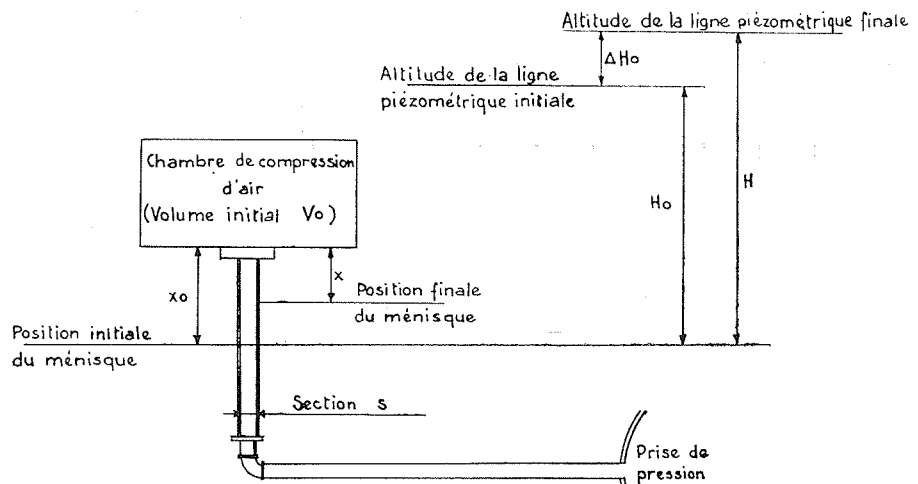 Altitude de la ligne piézométrique finale
ΔHo
Altitude de la ligne
piézométrique initiale
Chambre de compression
d'air
(Volume initial Vo)
Ho
H
xo
x
Position finale
du ménisque
Position initiale
du ménisque
Section s
Prise de
pression